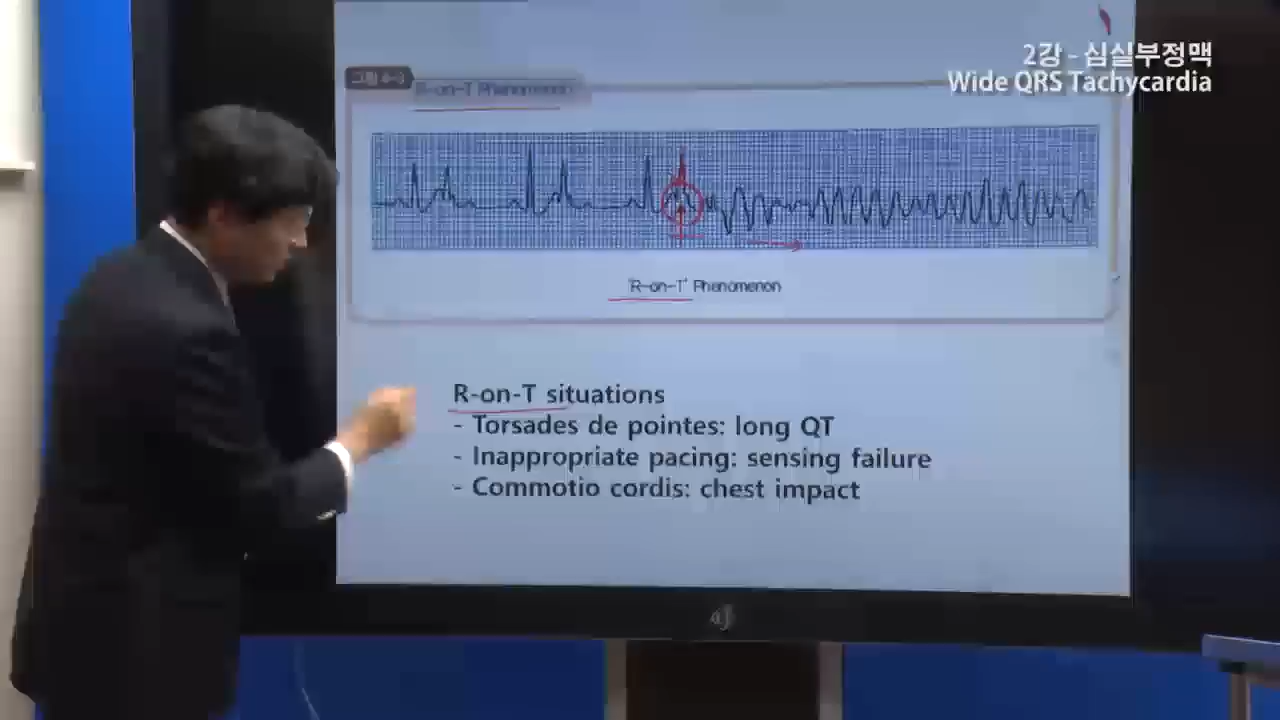 2강 - 심실부정맥
Wide QRS Tachycardia
R-on-T Phenomenon
"R-on-T" Phenomenon
R-on-T situations
- Torsades de pointes: long QT
- Inappropriate pacing: sensing failure
- Commotio cordis: chest impact